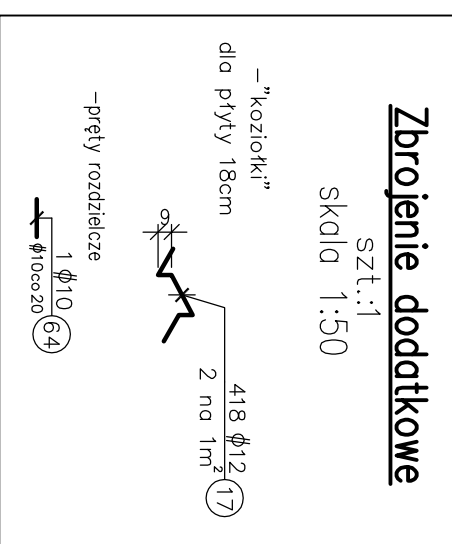 Zbrojenie dodatkowe
szt.:1
skala 1:50
–"koziołki"
dla płyty 18cm
9
418 ϕ12
2 na 1m²
17
–pręty rozdzielcze
1 ϕ10
ϕ10co20
64